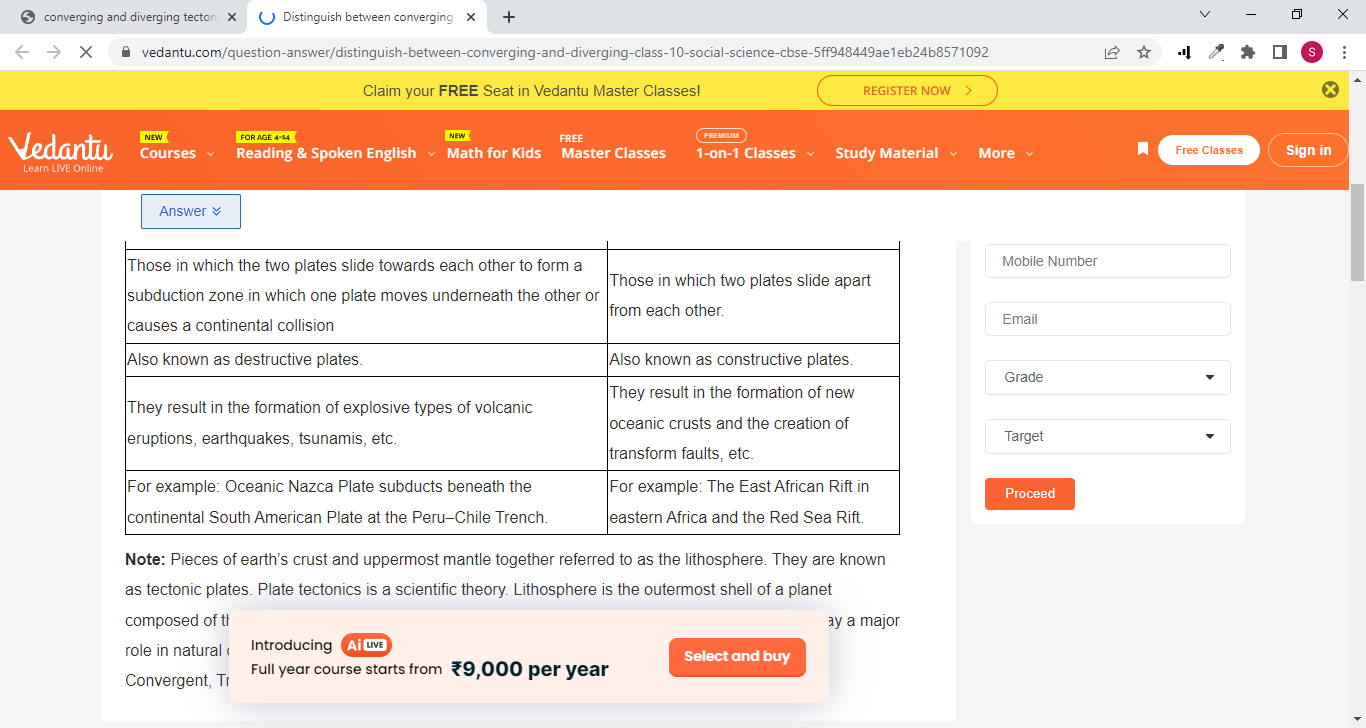 converging and diverging tecton
Distinguish between converging
vedantu.com/question-answer/distinguish-between-converging-and-diverging-class-10-social-science-cbse-5ff948449ae1eb24b8571092
S
Claim your FREE Seat in Vedantu Master Classes!
REGISTER NOW
Vedantu
Learn LIVE Online
NEW
Courses
FOR AGE 4-14
Reading & Spoken English
NEW
Math for Kids
FREE
Master Classes
PREMIUM
1-on-1 Classes
Study Material
More
Free Classes
Sign in
Answer
Those in which the two plates slide towards each other to form a
subduction zone in which one plate moves underneath the other or
causes a continental collision
Those in which two plates slide apart
from each other.
Also known as destructive plates.
Also known as constructive plates.
They result in the formation of explosive types of volcanic
eruptions, earthquakes, tsunamis, etc.
They result in the formation of new
oceanic crusts and the creation of
transform faults, etc.
For example: Oceanic Nazca Plate subducts beneath the
continental South American Plate at the Peru–Chile Trench.
For example: The East African Rift in
eastern Africa and the Red Sea Rift.
Note: Pieces of earth's crust and uppermost mantle together referred to as the lithosphere. They are known
as tectonic plates. Plate tectonics is a scientific theory. Lithosphere is the outermost shell of a planet
composed of a major
role in natural
Convergent,
Introducing Ai LIVE
Full year course starts from ₹9,000 per year
Select and buy
Mobile Number
Email
Grade
Target
Proceed